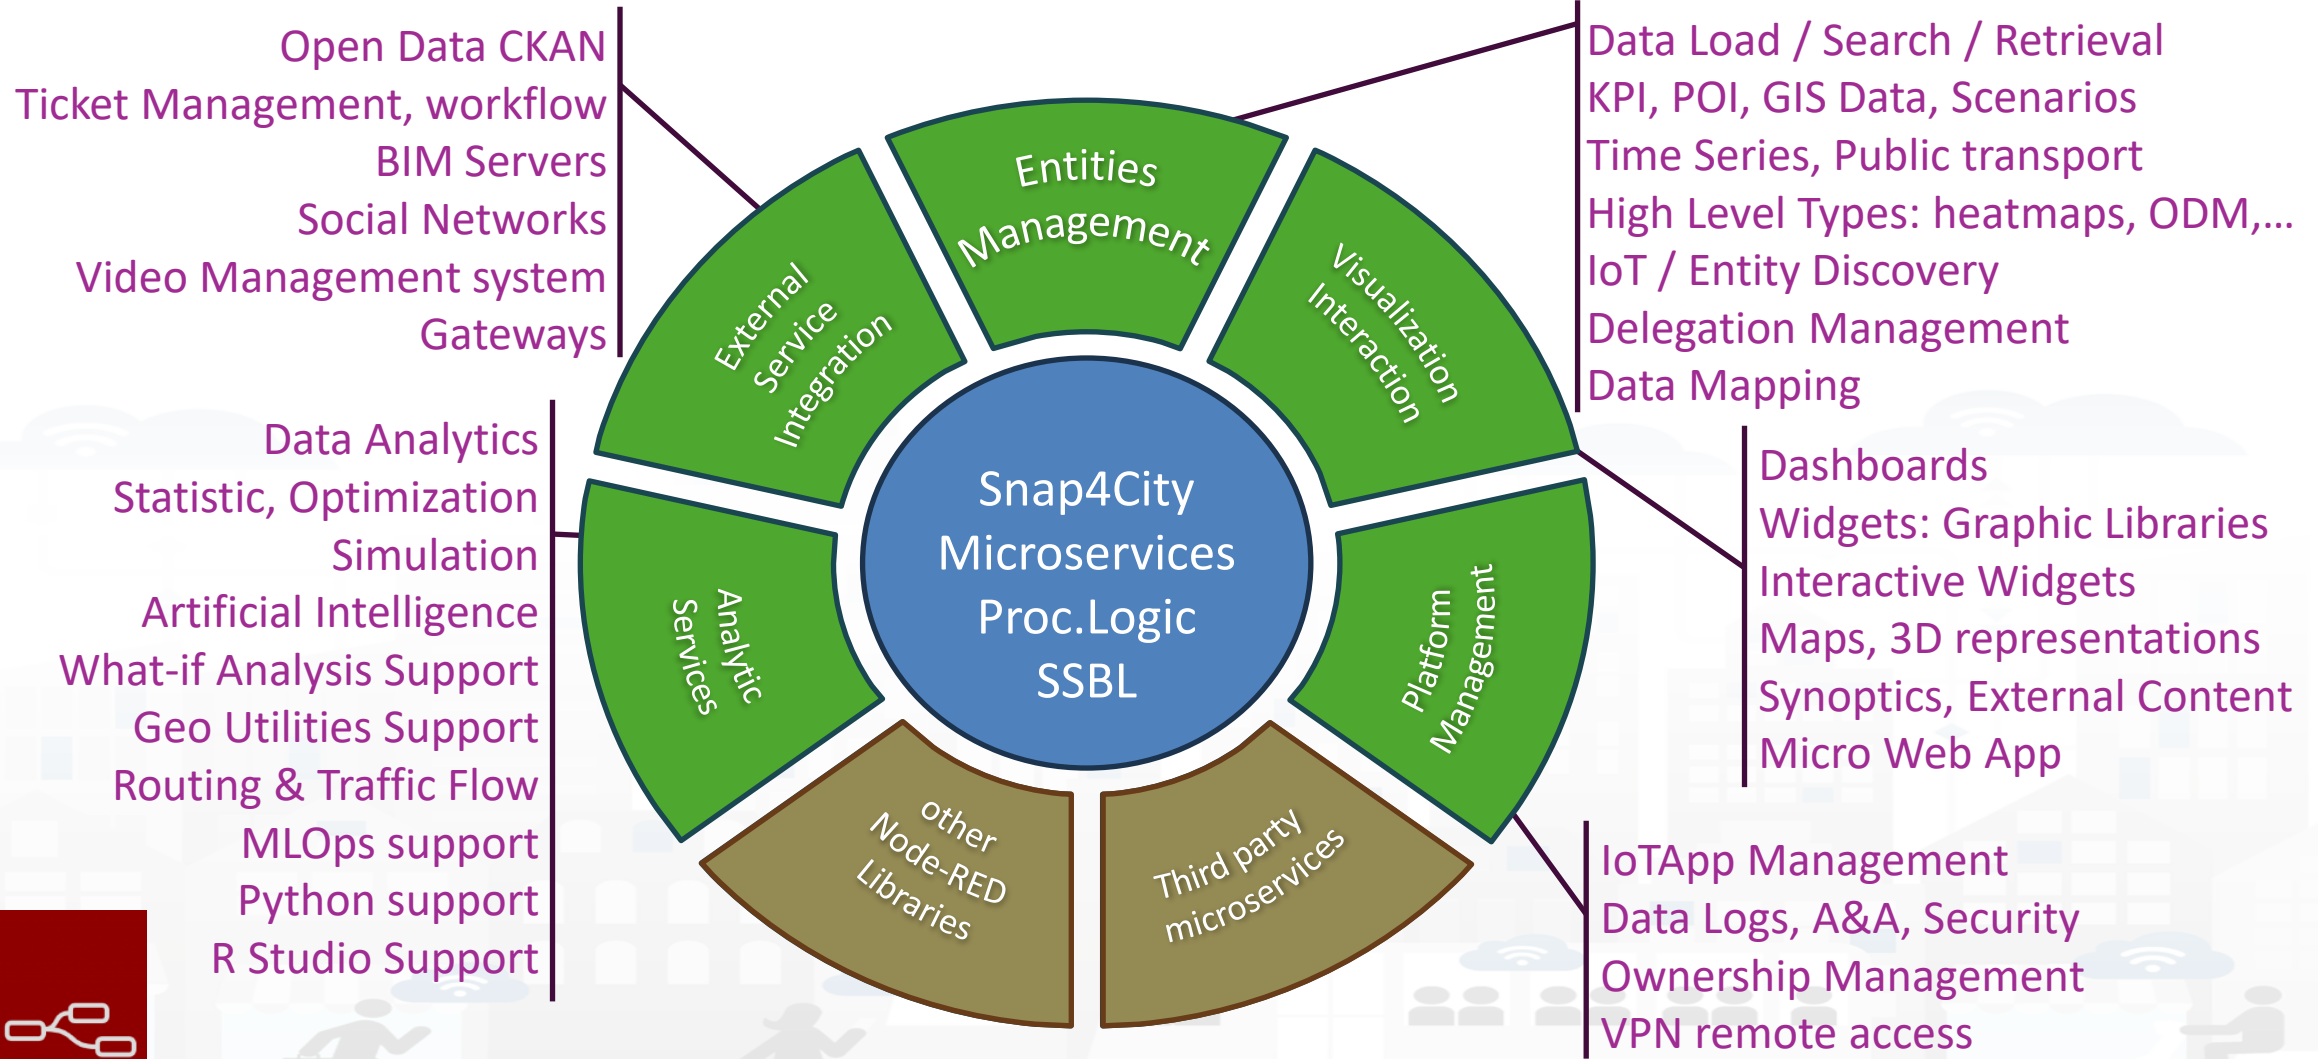 Open Data CKAN
Ticket Management, workflow
BIM Servers
Social Networks
Video Management system
Gateways
Data Analytics
Statistic, Optimization
Simulation
Artificial Intelligence
What-if Analysis Support
Geo Utilities Support
Routing & Traffic Flow
MLOps support
Python support
R Studio Support
Entities
Management
External
Service
Integration
Visualization
Interaction
Analytic
Services
Platform
Management
other
Node-RED
Libraries
Third party
microservices
Snap4City
Microservices
Proc.Logic
SSBL
Data Load / Search / Retrieval
KPI, POI, GIS Data, Scenarios
Time Series, Public transport
High Level Types: heatmaps, ODM,...
IoT / Entity Discovery
Delegation Management
Data Mapping
Dashboards
Widgets: Graphic Libraries
Interactive Widgets
Maps, 3D representations
Synoptics, External Content
Micro Web App
IoTApp Management
Data Logs, A&A, Security
Ownership Management
VPN remote access